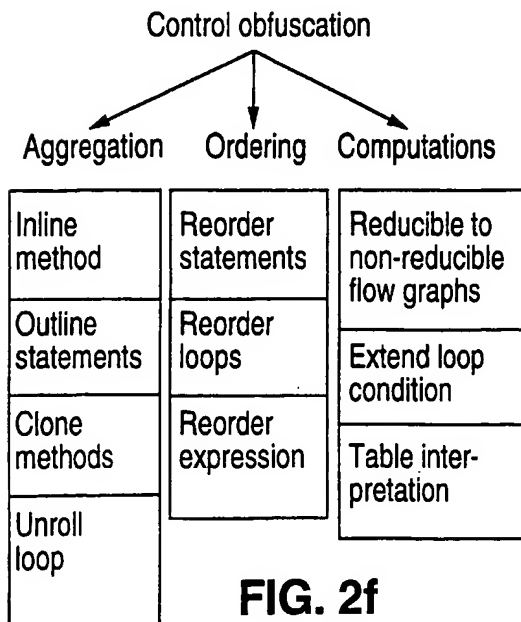 Control obfuscation
Aggregation Ordering Computations
Inline
method
Outline
statements
Clone
methods
Unroll
loop
Reorder
statements
Reorder
loops
Reorder
expression
Reducible to
non-reducible
flow graphs
Extend loop
condition
Table inter-
pretation
FIG. 2f